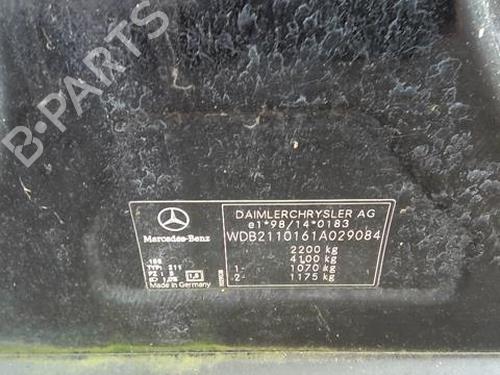 B-PARTS
Mercedes-Benz
TYP: 211
Made in Germany
DAIMLERCHRYSLER AG
e1*98/14*0183
WDB2110161A029084
2200 kg
4100 kg
1- 1070 kg
2- 1175 kg